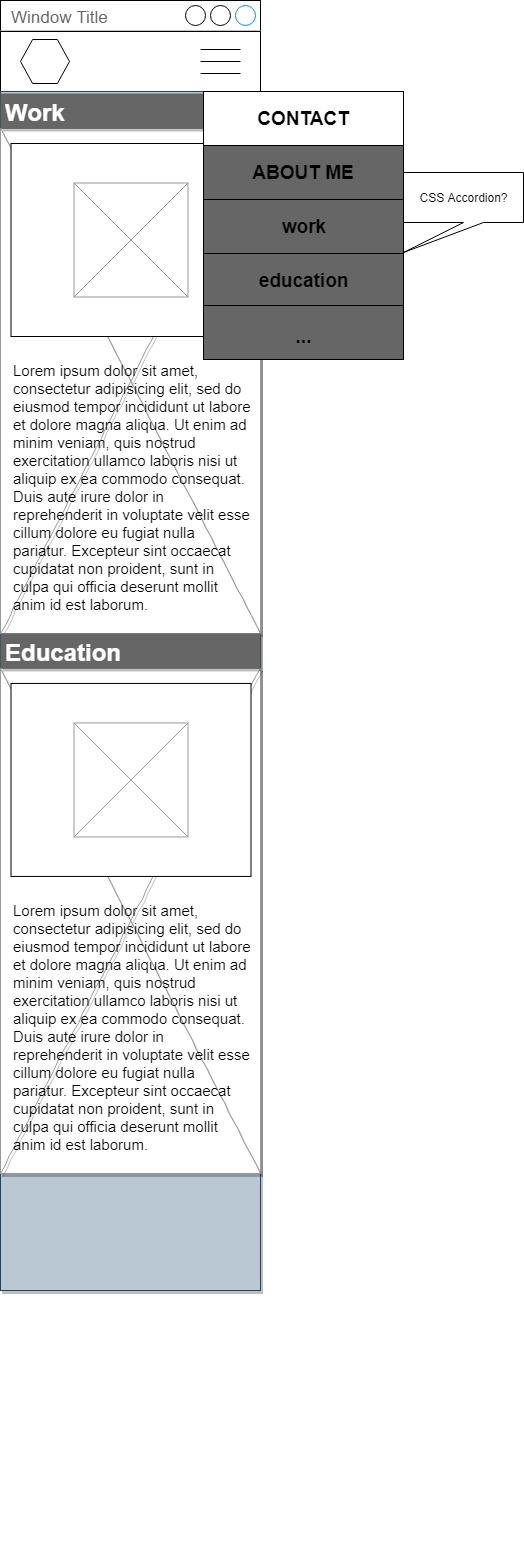 Window Title
Work
CONTACT
ABOUT ME
work
education
...
CSS Accordion?
Lorem ipsum dolor sit amet,
consectetur adipisicing elit, sed do
eiusmod tempor incididunt ut labore
et dolore magna aliqua. Ut enim ad
minim veniam, quis nostrud
exercitation ullamco laboris nisi ut
aliquip ex ea commodo consequat.
Duis aute irure dolor in
reprehenderit in voluptate velit esse
cillum dolore eu fugiat nulla
pariatur. Excepteur sint occaecat
cupidatat non proident, sunt in
culpa qui officia deserunt mollit
anim id est laborum.
Education
Lorem ipsum dolor sit amet,
consectetur adipisicing elit, sed do
eiusmod tempor incididunt ut labore
et dolore magna aliqua. Ut enim ad
minim veniam, quis nostrud
exercitation ullamco laboris nisi ut
aliquip ex ea commodo consequat.
Duis aute irure dolor in
reprehenderit in voluptate velit esse
cillum dolore eu fugiat nulla
pariatur. Excepteur sint occaecat
cupidatat non proident, sunt in
culpa qui officia deserunt mollit
anim id est laborum.